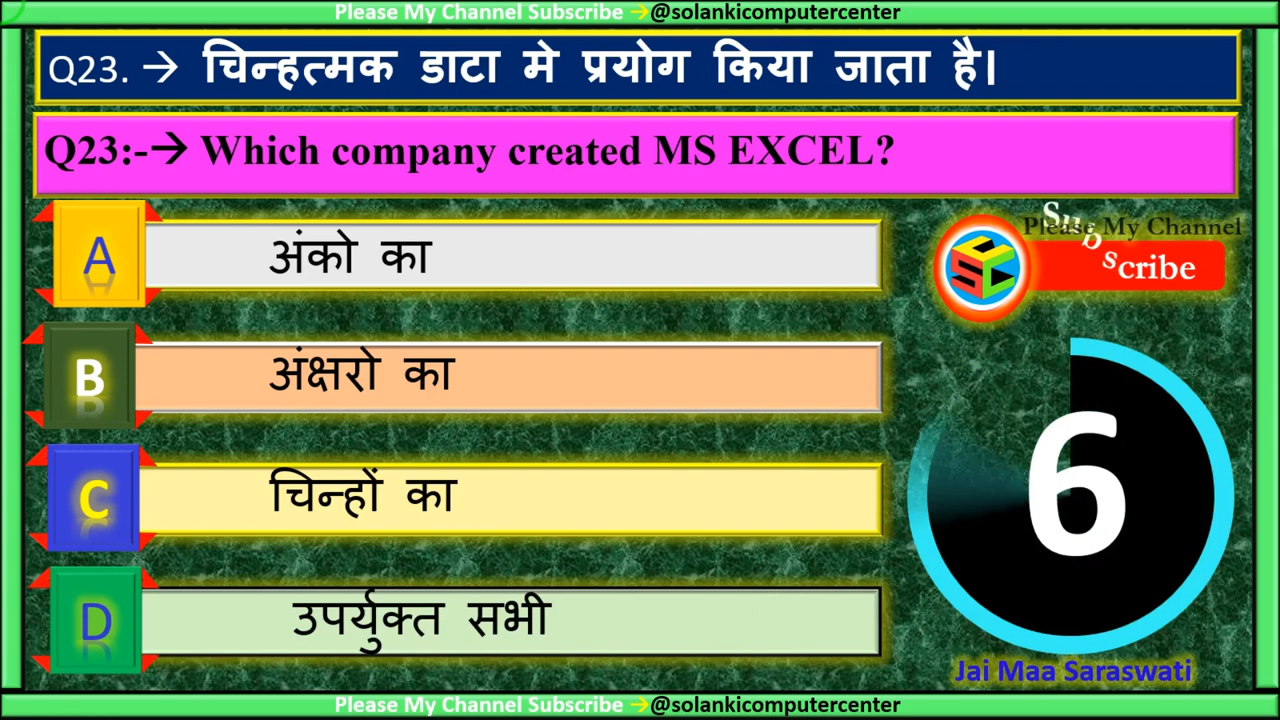 Please My Channel Subscribe →@solankicomputercenter
Q23. → चिन्हत्मक डाटा मे प्रयोग किया जाता है।
Q23:-→ Which company created MS EXCEL?
A अंको का
B अंक्षरो का
C चिन्हों का
D उपर्युक्त सभी
Please My Channel
Subscribe
SCC
6
Jai Maa Saraswati
Please My Channel Subscribe →@solankicomputercenter